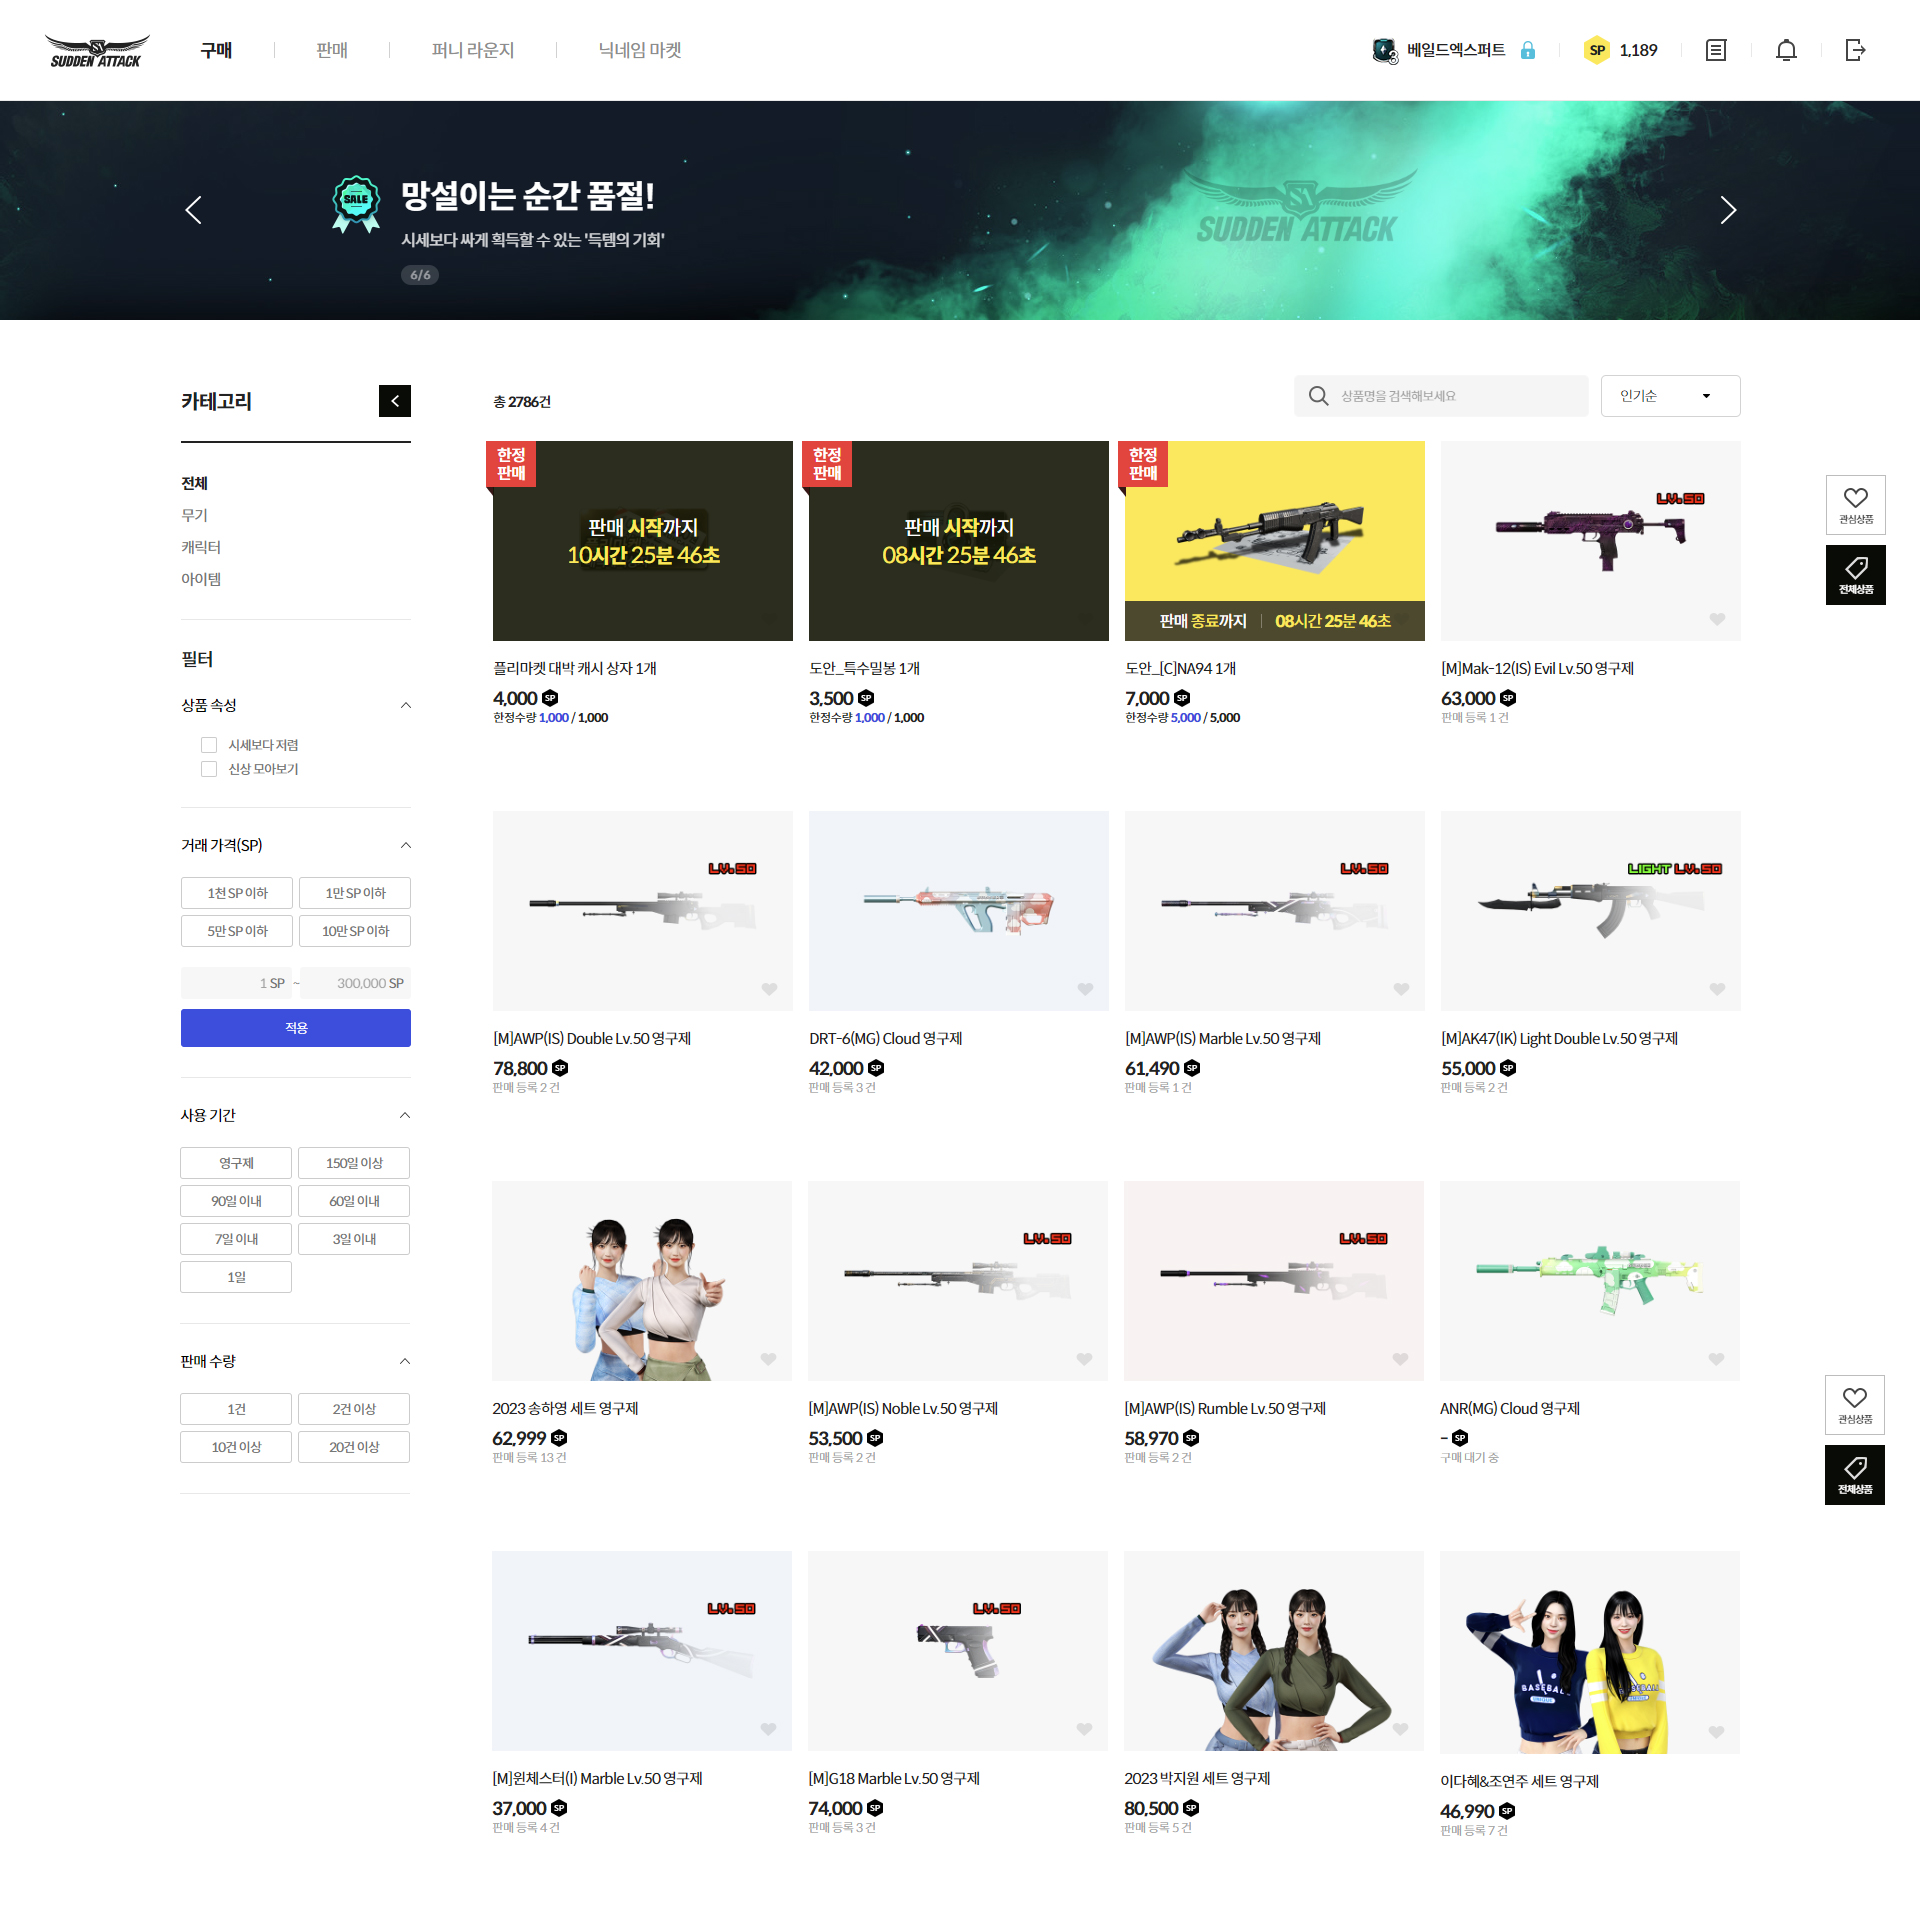 SUDDEN ATTACK
구매
판매
퍼니 라운지
닉네임 마켓
베일드엑스퍼트
SP 1,189
SALE
망설이는 순간 품절!
시세보다 싸게 획득할 수 있는 '득템의 기회'
6/6
SUDDEN ATTACK
카테고리
전체
무기
캐릭터
아이템
필터
상품 속성
시세보다 저렴
신상 모아보기
거래 가격(SP)
1천 SP 이하
1만 SP 이하
5만 SP 이하
10만 SP 이하
1 SP ~ 300,000 SP
적용
사용 기간
영구제
150일 이상
90일 이내
60일 이내
7일 이내
3일 이내
1일
판매 수량
1건
2건 이상
10건 이상
20건 이상
총 2786건
상품명을 검색해보세요
인기순
한정
판매
판매 시작까지
10시간 25분 46초
플리마켓 대박 캐시 상자 1개
4,000 SP
한정수량 1,000 / 1,000
한정
판매
판매 시작까지
08시간 25분 46초
도안_특수밀봉 1개
3,500 SP
한정수량 1,000 / 1,000
한정
판매
판매 종료까지
08시간 25분 46초
도안_[C]NA94 1개
7,000 SP
한정수량 5,000 / 5,000
LV.50
[M]Mak-12(IS) Evil Lv.50 영구제
63,000 SP
판매 등록 1 건
LV.50
[M]AWP(IS) Double Lv.50 영구제
78,800 SP
판매 등록 2 건
DRT-6(MG) Cloud 영구제
42,000 SP
판매 등록 3 건
LV.50
[M]AWP(IS) Marble Lv.50 영구제
61,490 SP
판매 등록 1 건
LIGHT LV.50
[M]AK47(IK) Light Double Lv.50 영구제
55,000 SP
판매 등록 2 건
2023 송하영 세트 영구제
62,999 SP
판매 등록 13 건
LV.50
[M]AWP(IS) Noble Lv.50 영구제
53,500 SP
판매 등록 2 건
LV.50
[M]AWP(IS) Rumble Lv.50 영구제
58,970 SP
판매 등록 2 건
ANR(MG) Cloud 영구제
- SP
구매 대기 중
LV.50
[M]윈체스터(I) Marble Lv.50 영구제
37,000 SP
판매 등록 4 건
LV.50
[M]G18 Marble Lv.50 영구제
74,000 SP
판매 등록 3 건
2023 박지원 세트 영구제
80,500 SP
판매 등록 5 건
BASEBALL
이다혜&조연주 세트 영구제
46,990 SP
판매 등록 7 건
관심상품
전체상품
관심상품
전체상품